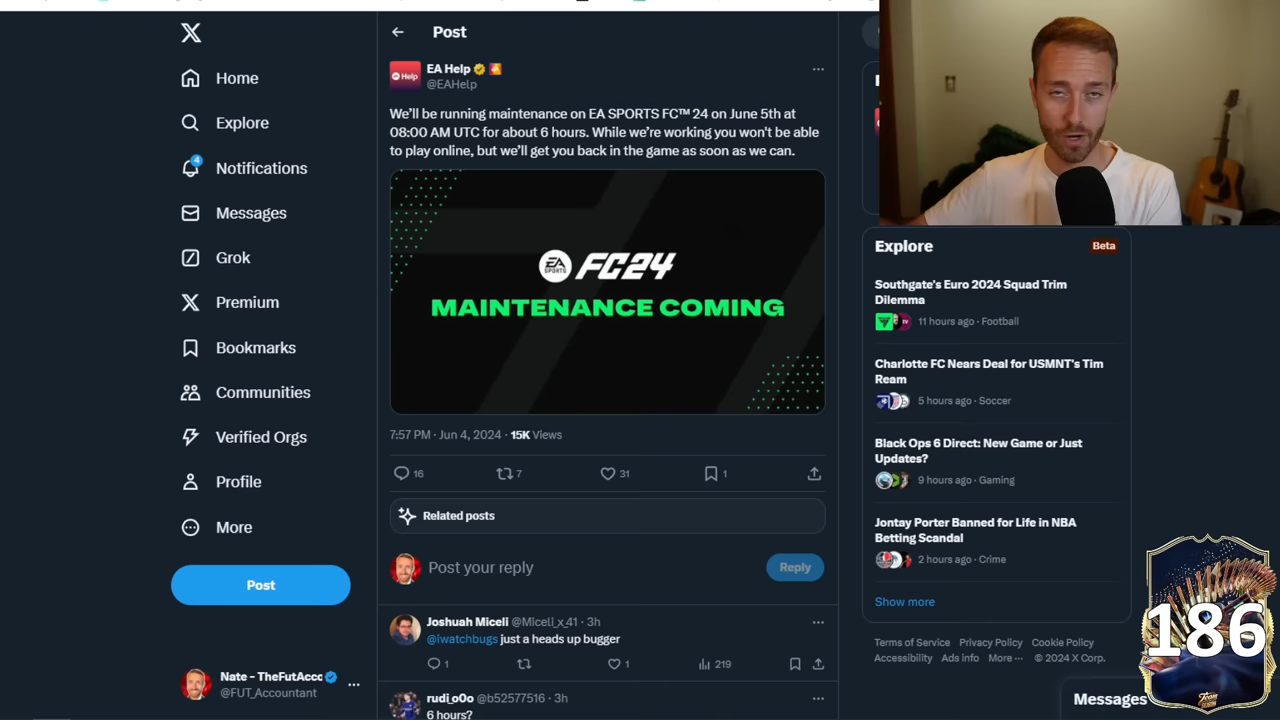 Home
Explore
4
Notifications
Messages
Grok
Premium
Bookmarks
Communities
Verified Orgs
Profile
More
Post
Nate - TheFutAcc
@FUT_Accountant
Post
Help
EA Help
@EAHelp
We'll be running maintenance on EA SPORTS FC™ 24 on June 5th at
08:00 AM UTC for about 6 hours. While we're working you won't be able
to play online, but we'll get you back in the game as soon as we can.
EA SPORTS FC24
MAINTENANCE COMING
7:57 PM · Jun 4, 2024 · 15K Views
16 7 31 1
Related posts
Post your reply
Reply
Joshuah Miceli @Miceli_x_41 · 3h
@iwatchbugs just a heads up bugger
1 1 219
rudi_o0o @b52577516 · 3h
6 hours?
Explore
Beta
Southgate's Euro 2024 Squad Trim
Dilemma
11 hours ago · Football
Charlotte FC Nears Deal for USMNT's Tim
Ream
5 hours ago · Soccer
Black Ops 6 Direct: New Game or Just
Updates?
9 hours ago · Gaming
Jontay Porter Banned for Life in NBA
Betting Scandal
2 hours ago · Crime
Show more
Terms of Service Privacy Policy Cookie Policy
Accessibility Ads info More ··· © 2024 X Corp.
Messages
186